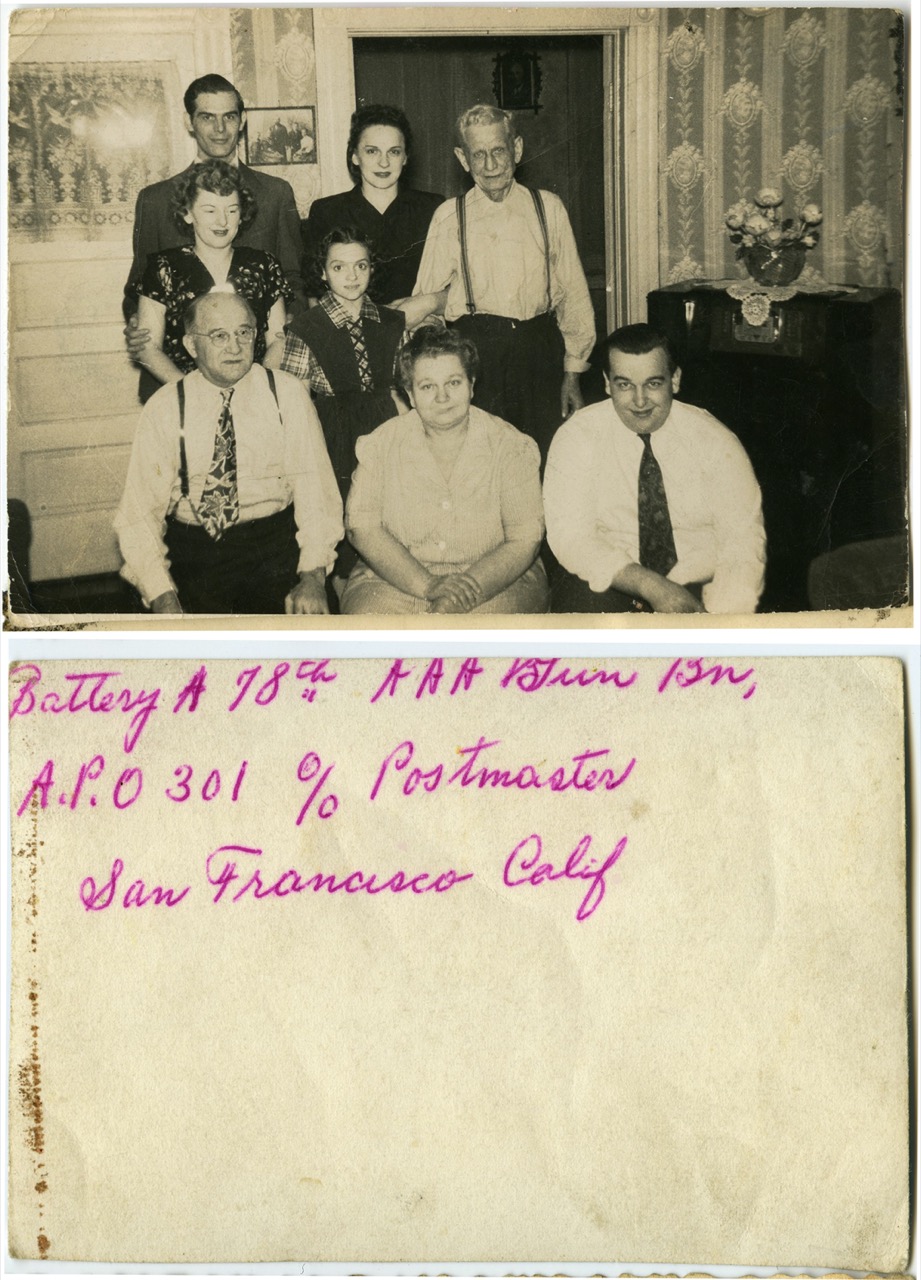 Battery A 78th AAA Gun Bn,
A.P.O 301 c/o Postmaster
San Francisco Calif